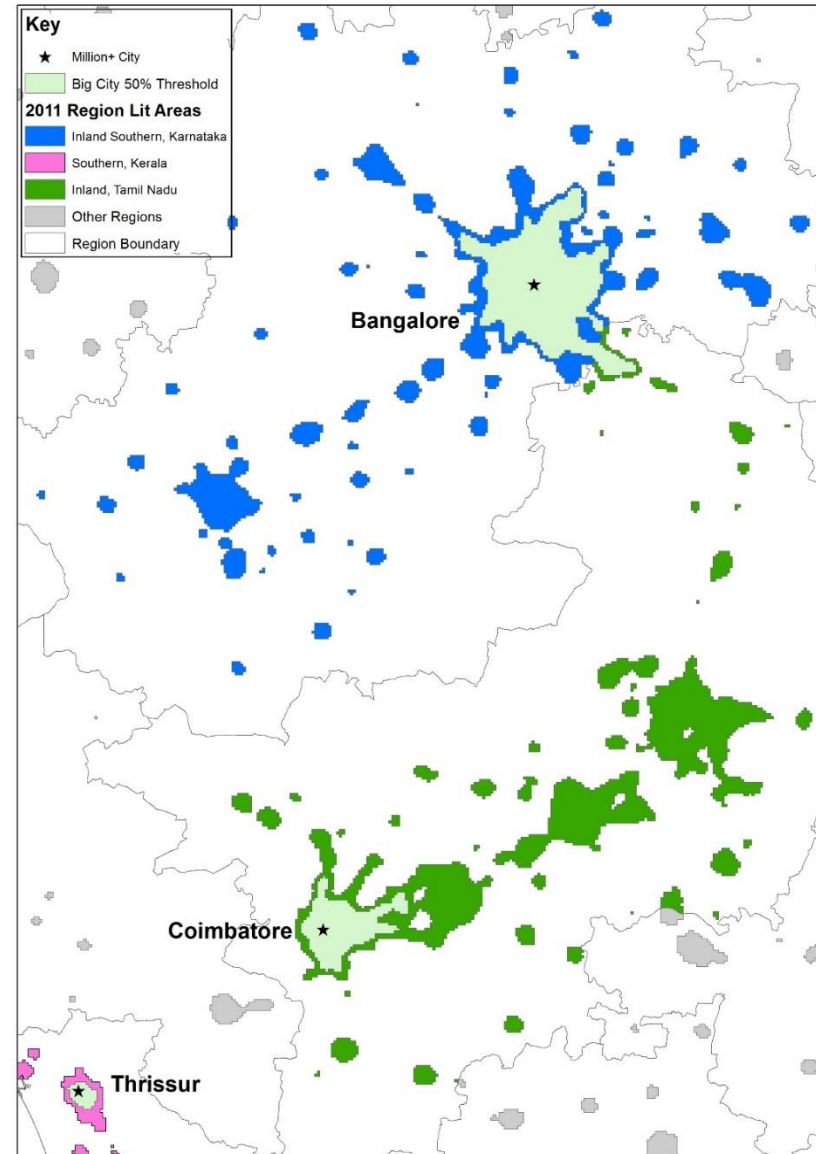 Key
Million+ City
Big City 50% Threshold
2011 Region Lit Areas
Inland Southern, Karnataka
Southern, Kerala
Inland, Tamil Nadu
Other Regions
Region Boundary
Bangalore
Coimbatore
Thrissur